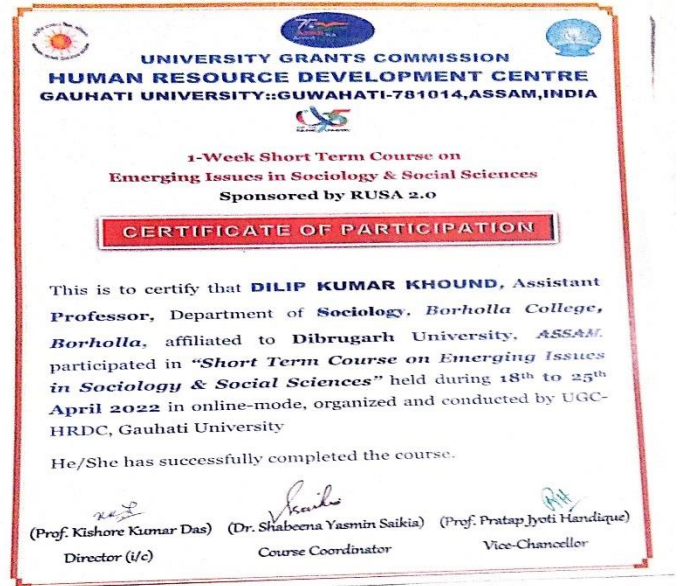 UNIVERSITY GRANTS COMMISSION
HUMAN RESOURCE DEVELOPMENT CENTRE
GAUHATI UNIVERSITY::GUWAHATI-781014,ASSAM,INDIA
1-Week Short Term Course on
Emerging Issues in Sociology & Social Sciences
Sponsored by RUSA 2.0
CERTIFICATE OF PARTICIPATION
This is to certify that DILIP KUMAR KHOUND, Assistant
Professor, Department of Sociology, Borholla College,
Borholla, affiliated to Dibrugarh University, ASSAM.
participated in "Short Term Course on Emerging Issues
in Sociology & Social Sciences" held during 18th to 25th
April 2022 in online-mode, organized and conducted by UGC-
HRDC, Gauhati University
He/She has successfully completed the course.
(Prof. Kishore Kumar Das) (Dr. Shabeena Yasmin Saikia) (Prof. Pratap Jyoti Handique)
Director (i/c) Course Coordinator Vice-Chancellor